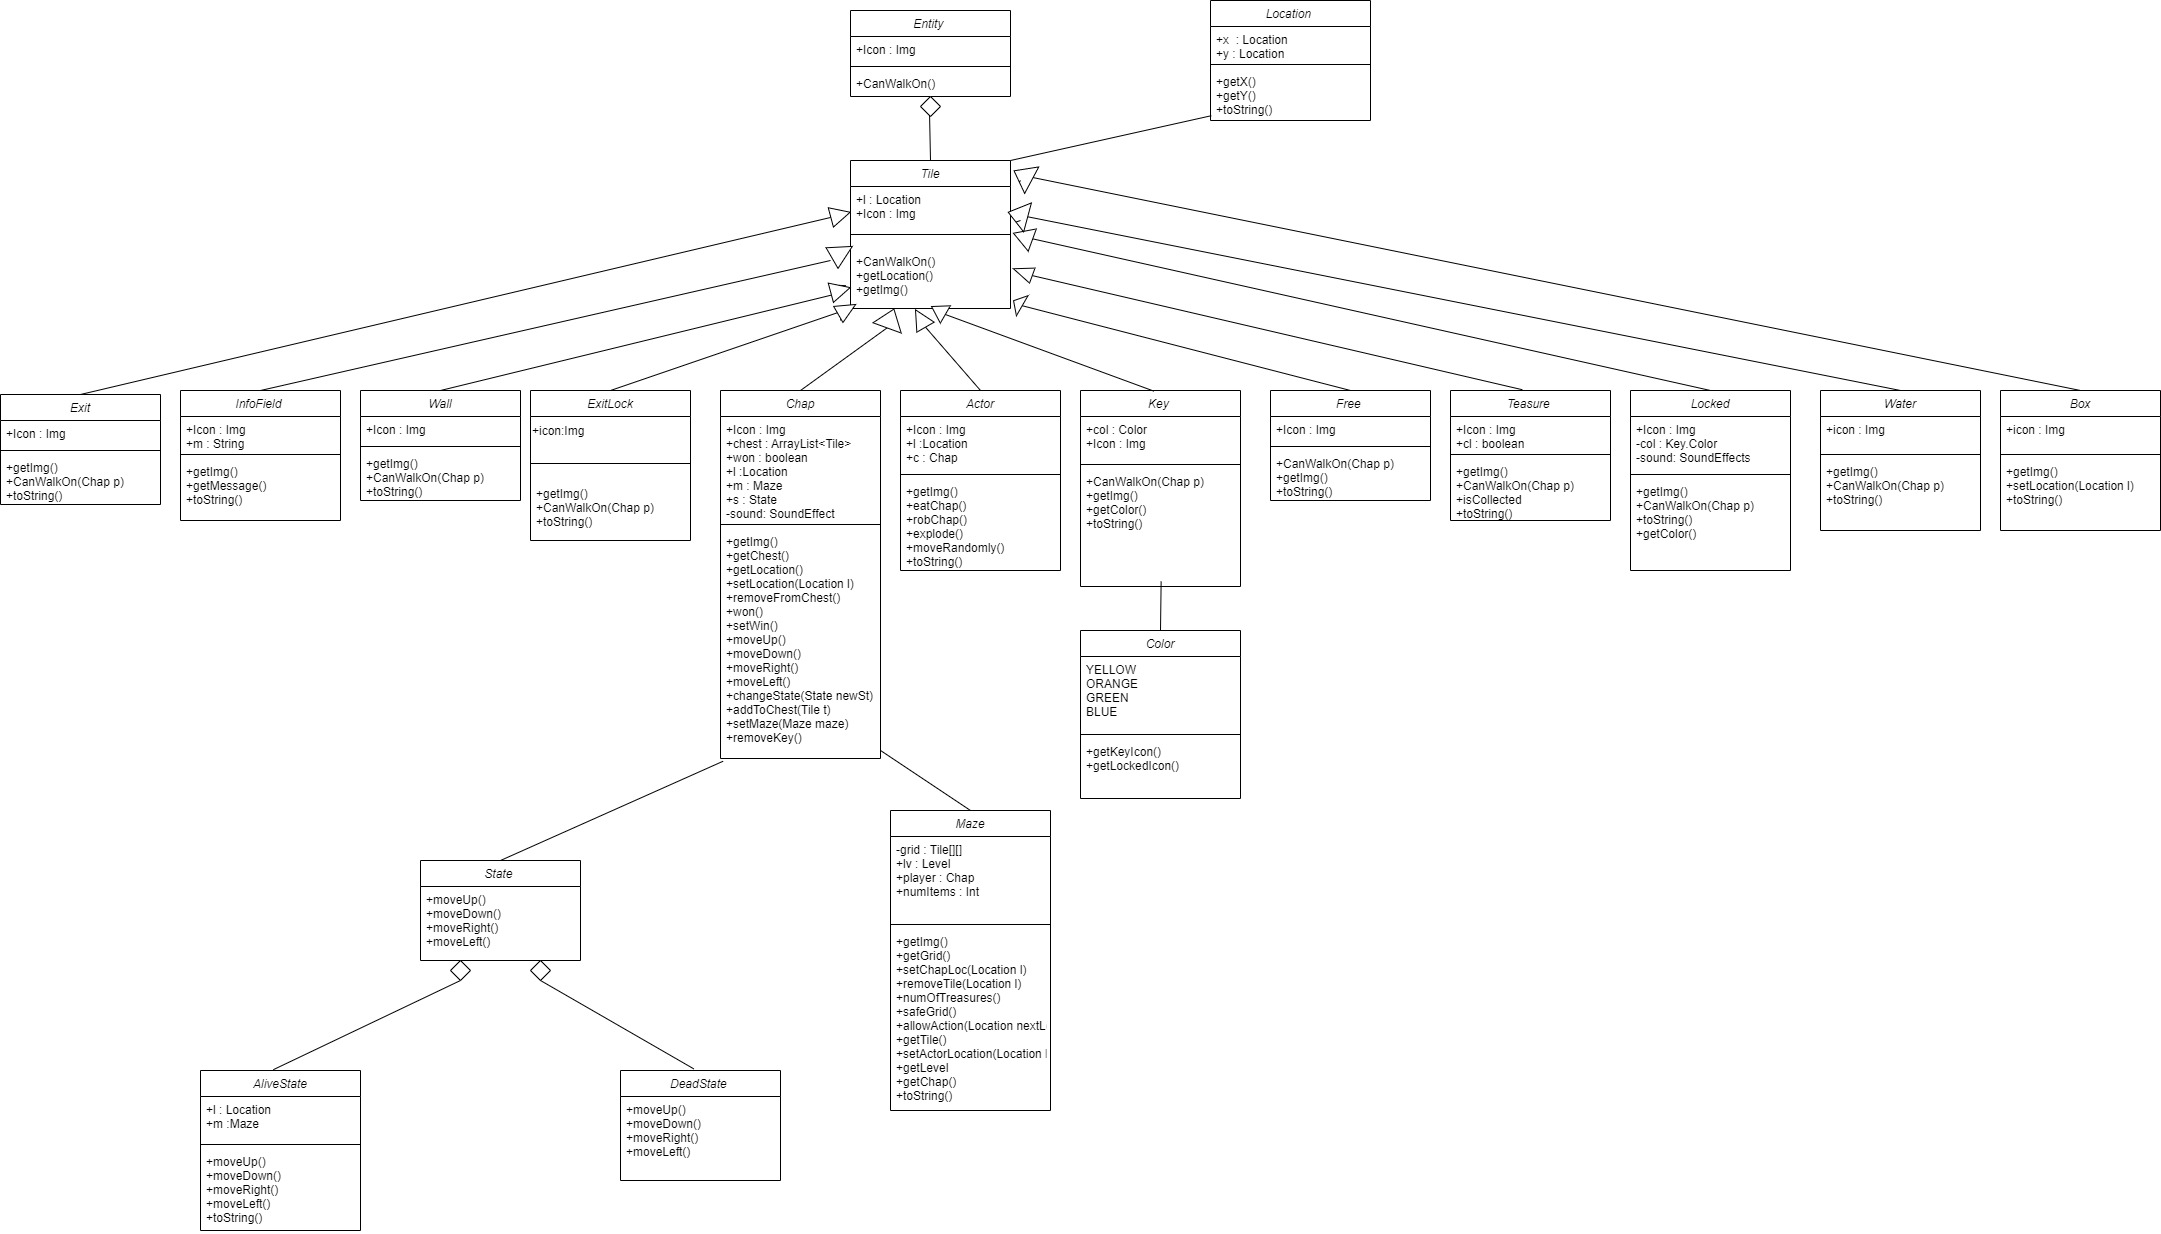 Entity
+Icon : Img
+CanWalkOn()
Location
+x  : Location
+y : Location
+getX()
+getY()
+toString()
Tile
+l : Location
+Icon : Img
+CanWalkOn()
+getLocation()
+getImg()
Exit
+Icon : Img
+getImg()
+CanWalkOn(Chap p)
+toString()
InfoField
+Icon : Img
+m : String
+getImg()
+getMessage()
+toString()
Wall
+Icon : Img
+getImg()
+CanWalkOn(Chap p)
+toString()
ExitLock
+icon:Img
+getImg()
+CanWalkOn(Chap p)
+toString()
Chap
+Icon : Img
+chest : ArrayList<Tile>
+won : boolean
+l :Location
+m : Maze
+s : State
-sound: SoundEffect
+getImg()
+getChest()
+getLocation()
+setLocation(Location l)
+removeFromChest()
+won()
+setWin()
+moveUp()
+moveDown()
+moveRight()
+moveLeft()
+changeState(State newSt)
+addToChest(Tile t)
+setMaze(Maze maze)
+removeKey()
Actor
+Icon : Img
+l :Location
+c : Chap
+getImg()
+eatChap()
+robChap()
+explode()
+moveRandomly()
+toString()
Key
+col : Color
+Icon : Img
+CanWalkOn(Chap p)
+getImg()
+getColor()
+toString()
Free
+Icon : Img
+CanWalkOn(Chap p)
+getImg()
+toString()
Teasure
+Icon : Img
+cl : boolean
+getImg()
+CanWalkOn(Chap p)
+isCollected
+toString()
Locked
+Icon : Img
-col : Key.Color
-sound: SoundEffects
+getImg()
+CanWalkOn(Chap p)
+toString()
+getColor()
Water
+icon : Img
+getImg()
+CanWalkOn(Chap p)
+toString()
Box
+icon : Img
+getImg()
+setLocation(Location l)
+toString()
Color
YELLOW
ORANGE
GREEN
BLUE
+getKeyIcon()
+getLockedIcon()
State
+moveUp()
+moveDown()
+moveRight()
+moveLeft()
Maze
-grid : Tile[][]
+lv : Level
+player : Chap
+numItems : Int
+getImg()
+getGrid()
+setChapLoc(Location l)
+removeTile(Location l)
+numOfTreasures()
+safeGrid()
+allowAction(Location nextL
+getTile()
+setActorLocation(Location l
+getLevel
+getChap()
+toString()
AliveState
+l : Location
+m :Maze
+moveUp()
+moveDown()
+moveRight()
+moveLeft()
+toString()
DeadState
+moveUp()
+moveDown()
+moveRight()
+moveLeft()